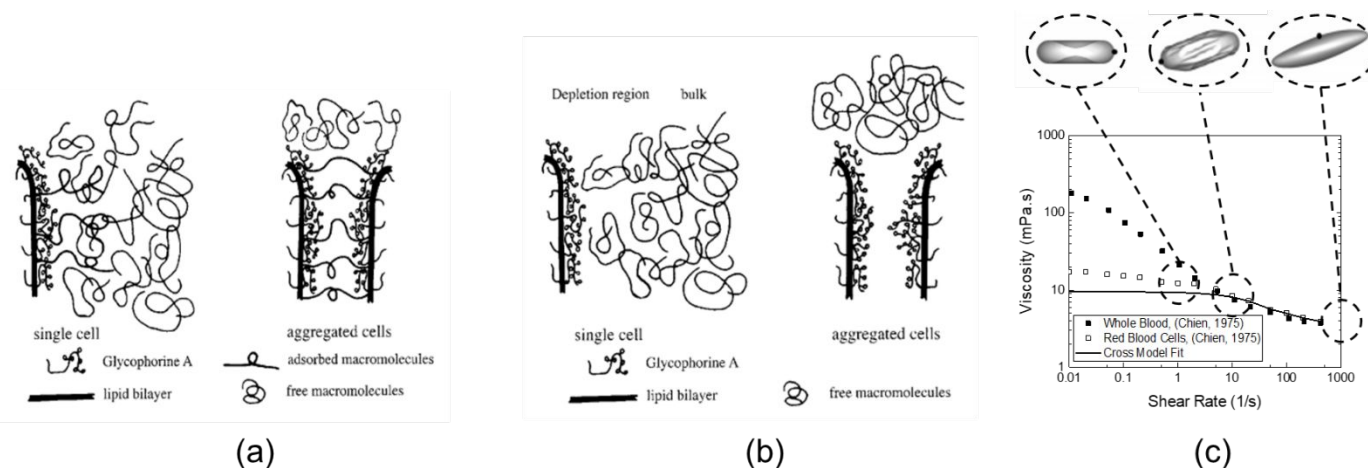 single cell
aggregated cells
Glycophorine A
adsorbed macromolecules
lipid bilayer
free macromolecules
(a)
Depletion region
bulk
single cell
aggregated cells
Glycophorine A
lipid bilayer
free macromolecules
(b)
1000
100
10
1
Viscosity (mPa.s)
Whole Blood, (Chien, 1975)
Red Blood Cells, (Chien, 1975)
Cross Model Fit
0.01 0.1 1 10 100 1000
Shear Rate (1/s)
(c)